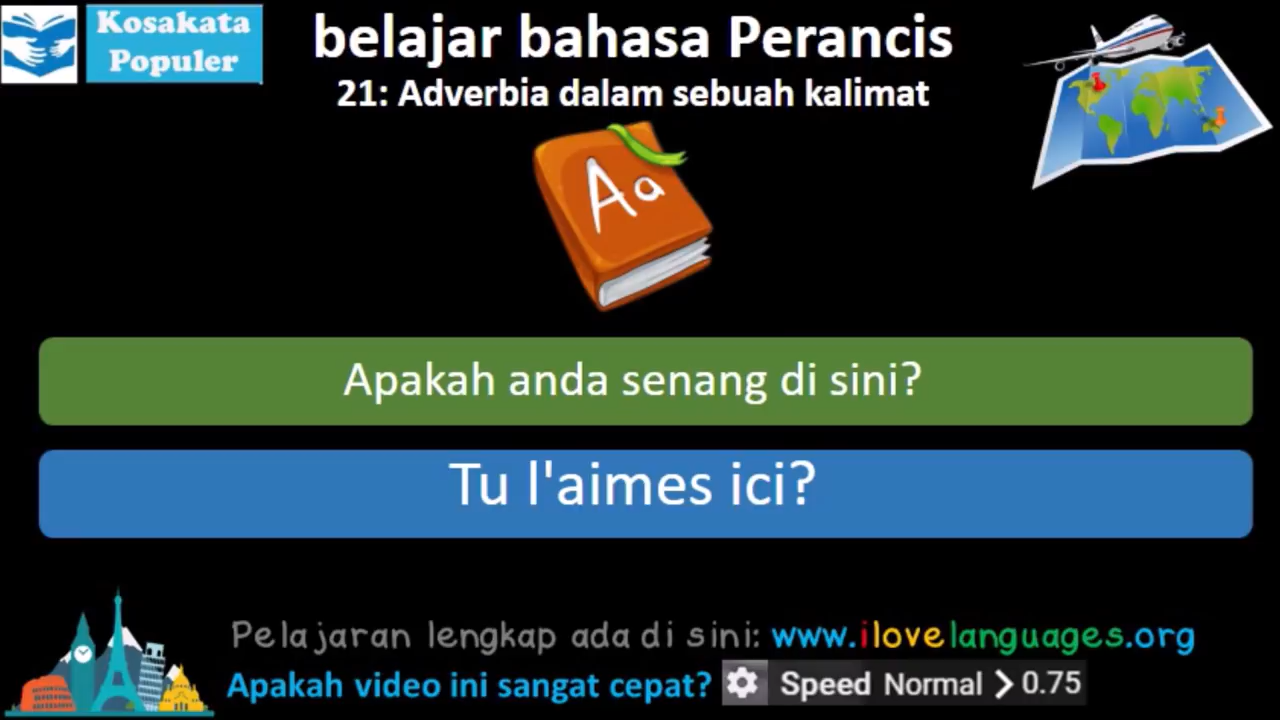 Kosakata
Populer
belajar bahasa Perancis
21: Adverbia dalam sebuah kalimat
Aa
Apakah anda senang di sini?
Tu l'aimes ici?
Pelajaran lengkap ada di sini: www.ilovelanguages.org
Apakah video ini sangat cepat? Speed Normal > 0.75